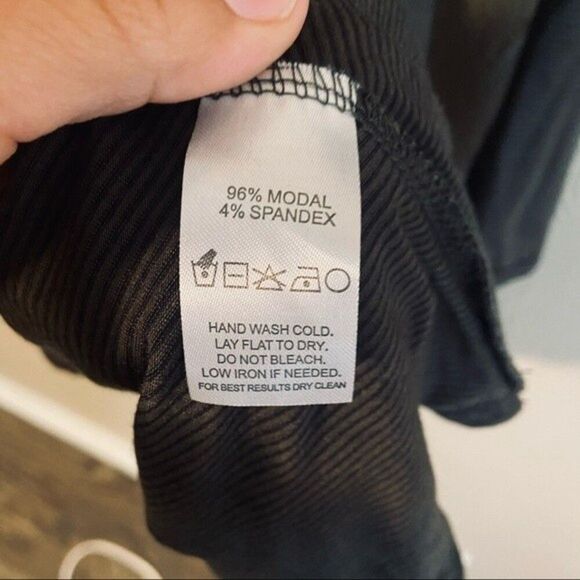 96% MODAL
4% SPANDEX
HAND WASH COLD.
LAY FLAT TO DRY.
DO NOT BLEACH.
LOW IRON IF NEEDED.
FOR BEST RESULTS DRY CLEAN